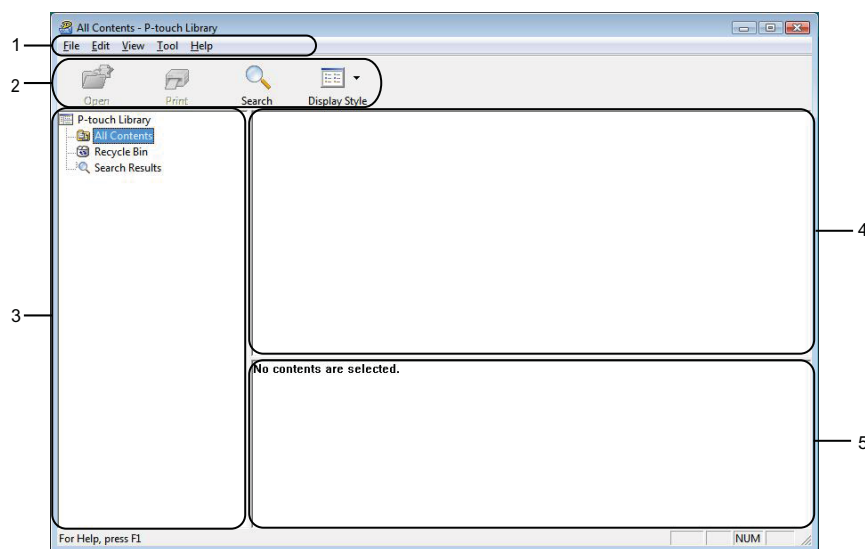 All Contents - P-touch Library
1
File Edit View Tool Help
2
Open Print Search Display Style
P-touch Library
All Contents
Recycle Bin
Search Results
3
4
No contents are selected.
5
For Help, press F1 NUM